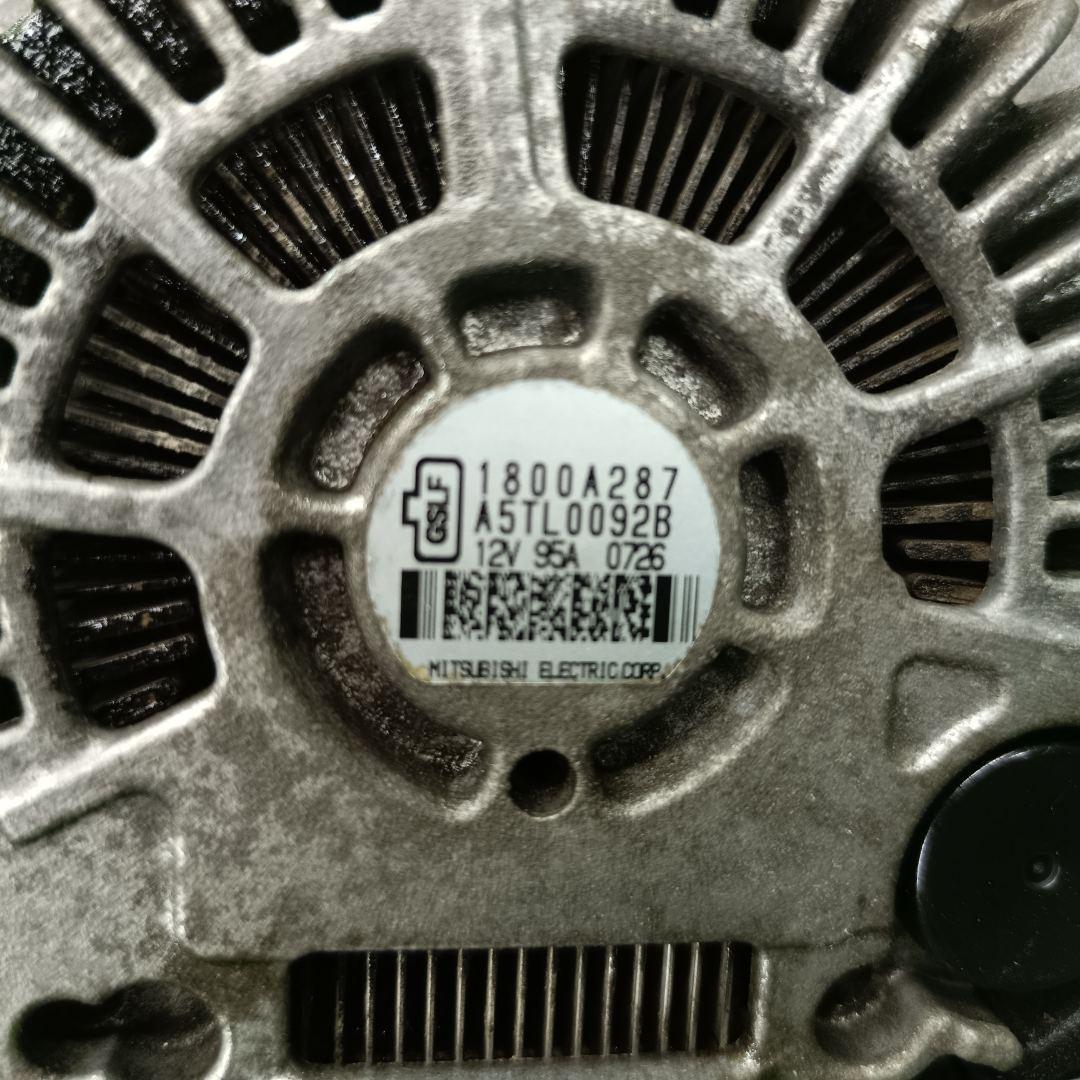 GSLF
1800A287
A5TL0092B
12V 95A 0726
MITSUBISHI ELECTRIC CORP.